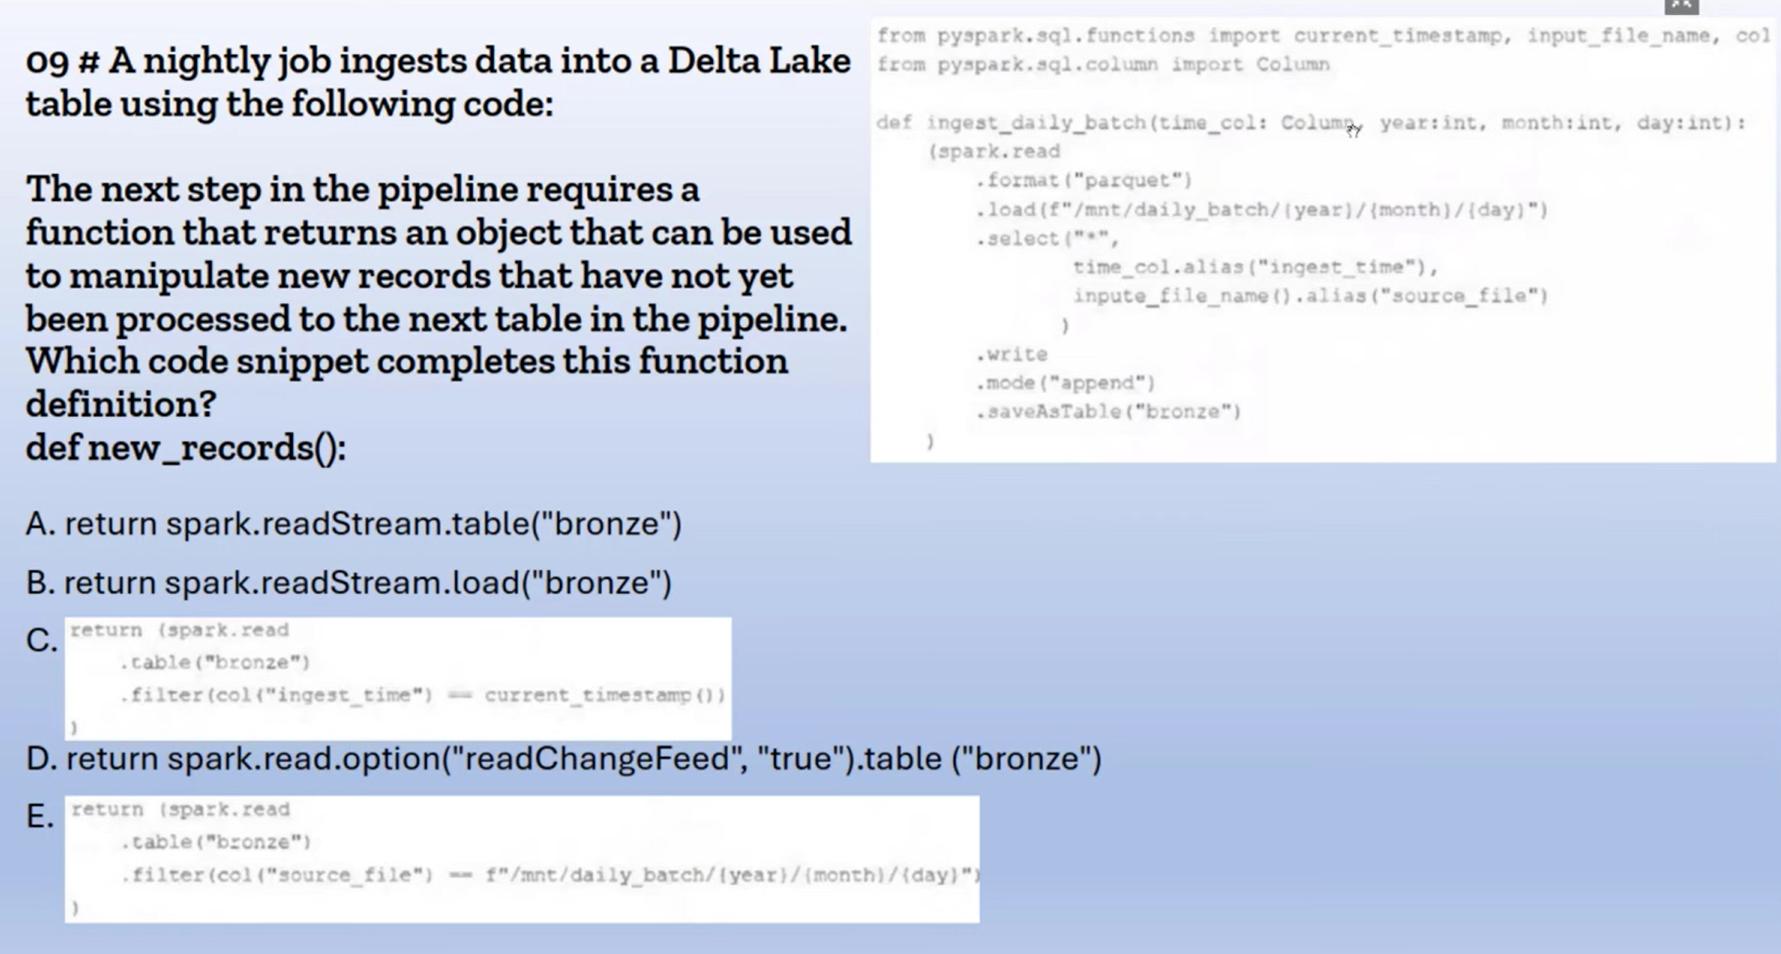 09 # A nightly job ingests data into a Delta Lake
table using the following code:
The next step in the pipeline requires a
function that returns an object that can be used
to manipulate new records that have not yet
been processed to the next table in the pipeline.
Which code snippet completes this function
definition?
def new_records():
from pyspark.sql.functions import current_timestamp, input_file_name, col
from pyspark.sql.column import Column
def ingest_daily_batch(time_col: Column, year:int, month:int, day:int):
(spark.read
.format("parquet")
.load(f"/mnt/daily_batch/{year}/{month}/{day}")
.select("*",
time_col.alias("ingest_time"),
inpute_file_name().alias("source_file")
)
.write
.mode("append")
.saveAsTable("bronze")
)
A. return spark.readStream.table("bronze")
B. return spark.readStream.load("bronze")
C. return (spark.read
.table("bronze")
.filter(col("ingest_time") == current_timestamp())
)
D. return spark.read.option("readChangeFeed", "true").table ("bronze")
E. return (spark.read
.table("bronze")
.filter(col("source_file") == f"/mnt/daily_batch/{year}/{month}/{day}")
)